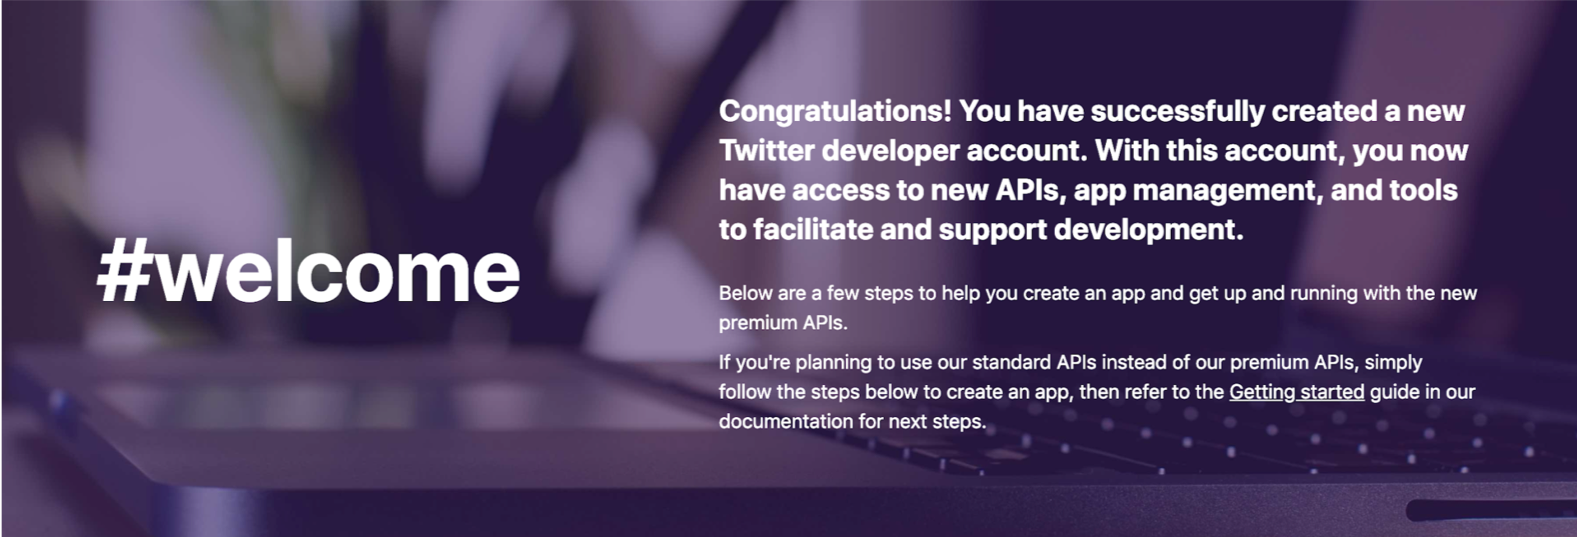 #welcome
Congratulations! You have successfully created a new
Twitter developer account. With this account, you now
have access to new APIs, app management, and tools
to facilitate and support development.
Below are a few steps to help you create an app and get up and running with the new
premium APIs.
If you're planning to use our standard APIs instead of our premium APIs, simply
follow the steps below to create an app, then refer to the Getting started guide in our
documentation for next steps.